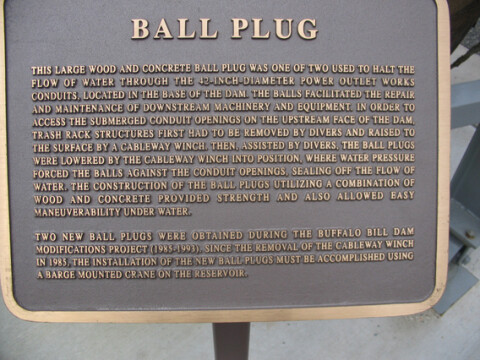 BALL PLUG
THIS LARGE WOOD AND CONCRETE BALL PLUG WAS ONE OF TWO USED TO HALT THE
FLOW OF WATER THROUGH THE 42-INCH-DIAMETER POWER OUTLET WORKS
CONDUITS, LOCATED IN THE BASE OF THE DAM. THE BALLS FACILITATED THE REPAIR
AND MAINTENANCE OF DOWNSTREAM MACHINERY AND EQUIPMENT. IN ORDER TO
ACCESS THE SUBMERGED CONDUIT OPENINGS ON THE UPSTREAM FACE OF THE DAM,
TRASH RACK STRUCTURES FIRST HAD TO BE REMOVED BY DIVERS AND RAISED TO
THE SURFACE BY A CABLEWAY WINCH. THEN, ASSISTED BY DIVERS, THE BALL PLUGS
WERE LOWERED BY THE CABLEWAY WINCH INTO POSITION, WHERE WATER PRESSURE
FORCED THE BALLS AGAINST THE CONDUIT OPENINGS, SEALING OFF THE FLOW OF
WATER. THE CONSTRUCTION OF THE BALL PLUGS UTILIZING A COMBINATION OF
WOOD AND CONCRETE PROVIDED STRENGTH AND ALSO ALLOWED EASY
MANEUVERABILITY UNDER WATER.
TWO NEW BALL PLUGS WERE OBTAINED DURING THE BUFFALO BILL DAM
MODIFICATIONS PROJECT (1985-1993). SINCE THE REMOVAL OF THE CABLEWAY WINCH
IN 1985, THE INSTALLATION OF THE NEW BALL PLUGS MUST BE ACCOMPLISHED USING
A BARGE MOUNTED CRANE ON THE RESERVOIR.